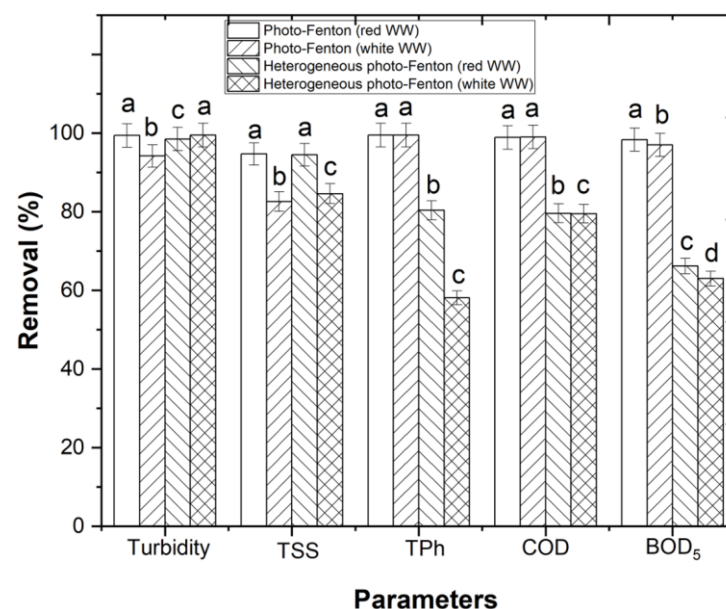 Photo-Fenton (red WW)
Photo-Fenton (white WW)
Heterogeneous photo-Fenton (red WW)
Heterogeneous photo-Fenton (white WW)
a b c a a b a c a a b c a a b c a b c d
100
80
60
40
20
0
Removal (%)
Turbidity TSS TPh COD BOD₅
Parameters